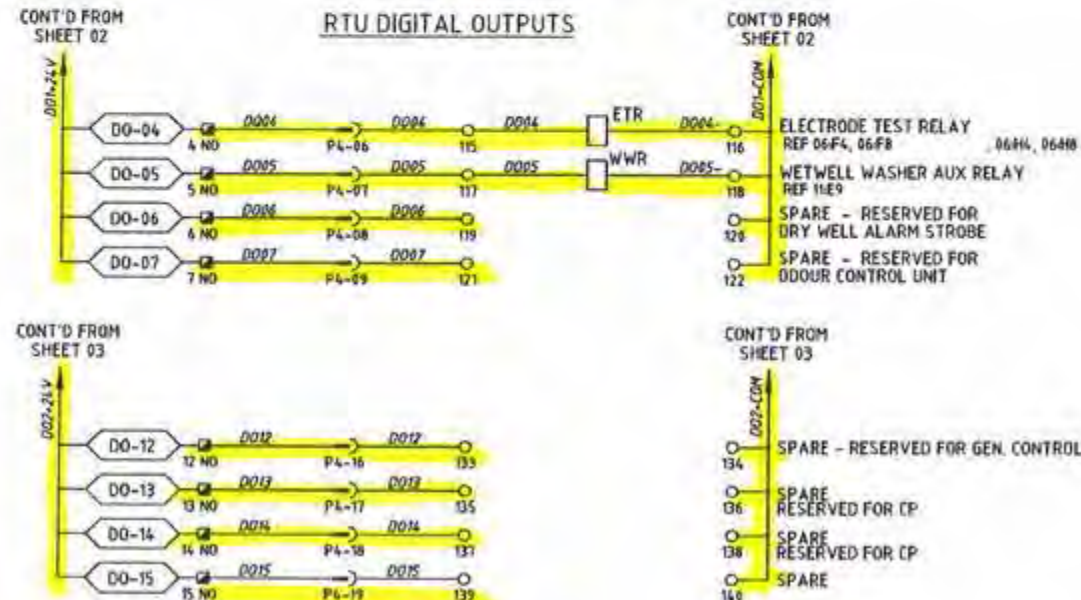 CONT'D FROM
SHEET 02
RTU DIGITAL OUTPUTS
CONT'D FROM
SHEET 02
DO1+24V
DO1-COM
DO-04 4 NO DO04 P4-06 DO04 115 DO04 ETR DO04- 116 ELECTRODE TEST RELAY
REF 06F4, 06F8 , 06H4, 06H8
DO-05 5 NO DO05 P4-07 DO05 117 DO05 WWR DO05- 118 WETWELL WASHER AUX RELAY
REF 11E9
DO-06 6 NO DO06 P4-08 DO06 119 120 SPARE - RESERVED FOR
DRY WELL ALARM STROBE
DO-07 7 NO DO07 P4-09 DO07 121 122 SPARE - RESERVED FOR
ODOUR CONTROL UNIT
CONT'D FROM
SHEET 03
CONT'D FROM
SHEET 03
DO2+24V
DO2-COM
DO-12 12 NO DO12 P4-16 DO12 133 134 SPARE - RESERVED FOR GEN. CONTROL
DO-13 13 NO DO13 P4-17 DO13 135 136 SPARE
RESERVED FOR CP
DO-14 14 NO DO14 P4-18 DO14 137 138 SPARE
RESERVED FOR CP
DO-15 15 NO DO15 P4-19 DO15 139 140 SPARE